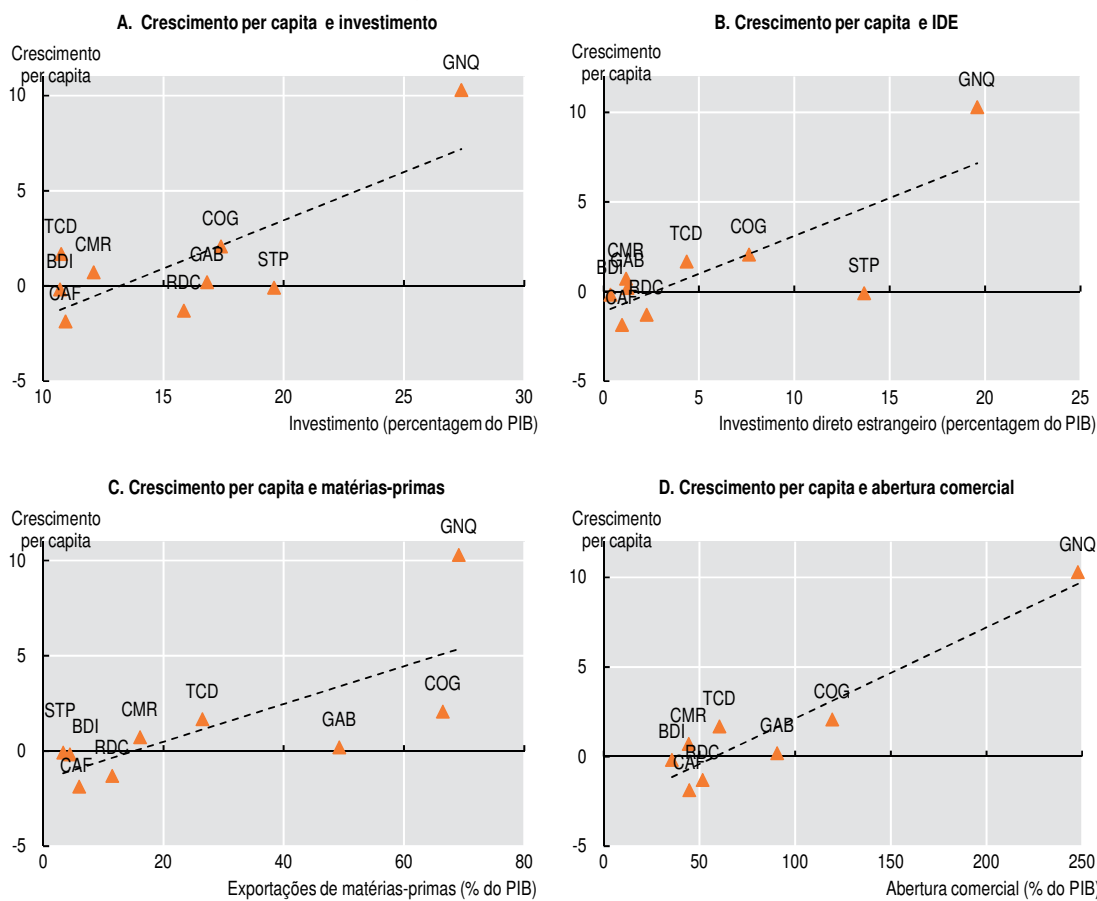 A. Crescimento per capita e investimento
Crescimento
per capita
GNQ
10
5
COG
TCD
CMR
GAB
STP
BDI
RDC
0
CAF
-5
10
15
20
25
30
Investimento (percentagem do PIB)
B. Crescimento per capita e IDE
Crescimento
per capita
GNQ
10
5
TCD
COG
CMR
GAB
STP
BDI
RDC
0
CAF
-5
0
5
10
15
20
25
Investimento direto estrangeiro (percentagem do PIB)
C. Crescimento per capita e matérias-primas
Crescimento
per capita
GNQ
10
5
COG
TCD
STP
BDI
CMR
GAB
RDC
0
CAF
-5
0
20
40
60
80
Exportações de matérias-primas (% do PIB)
D. Crescimento per capita e abertura comercial
Crescimento
per capita
GNQ
10
5
TCD
COG
CMR
BDI
GAB
RDC
CAF
0
-5
0
50
100
150
200
250
Abertura comercial (% do PIB)